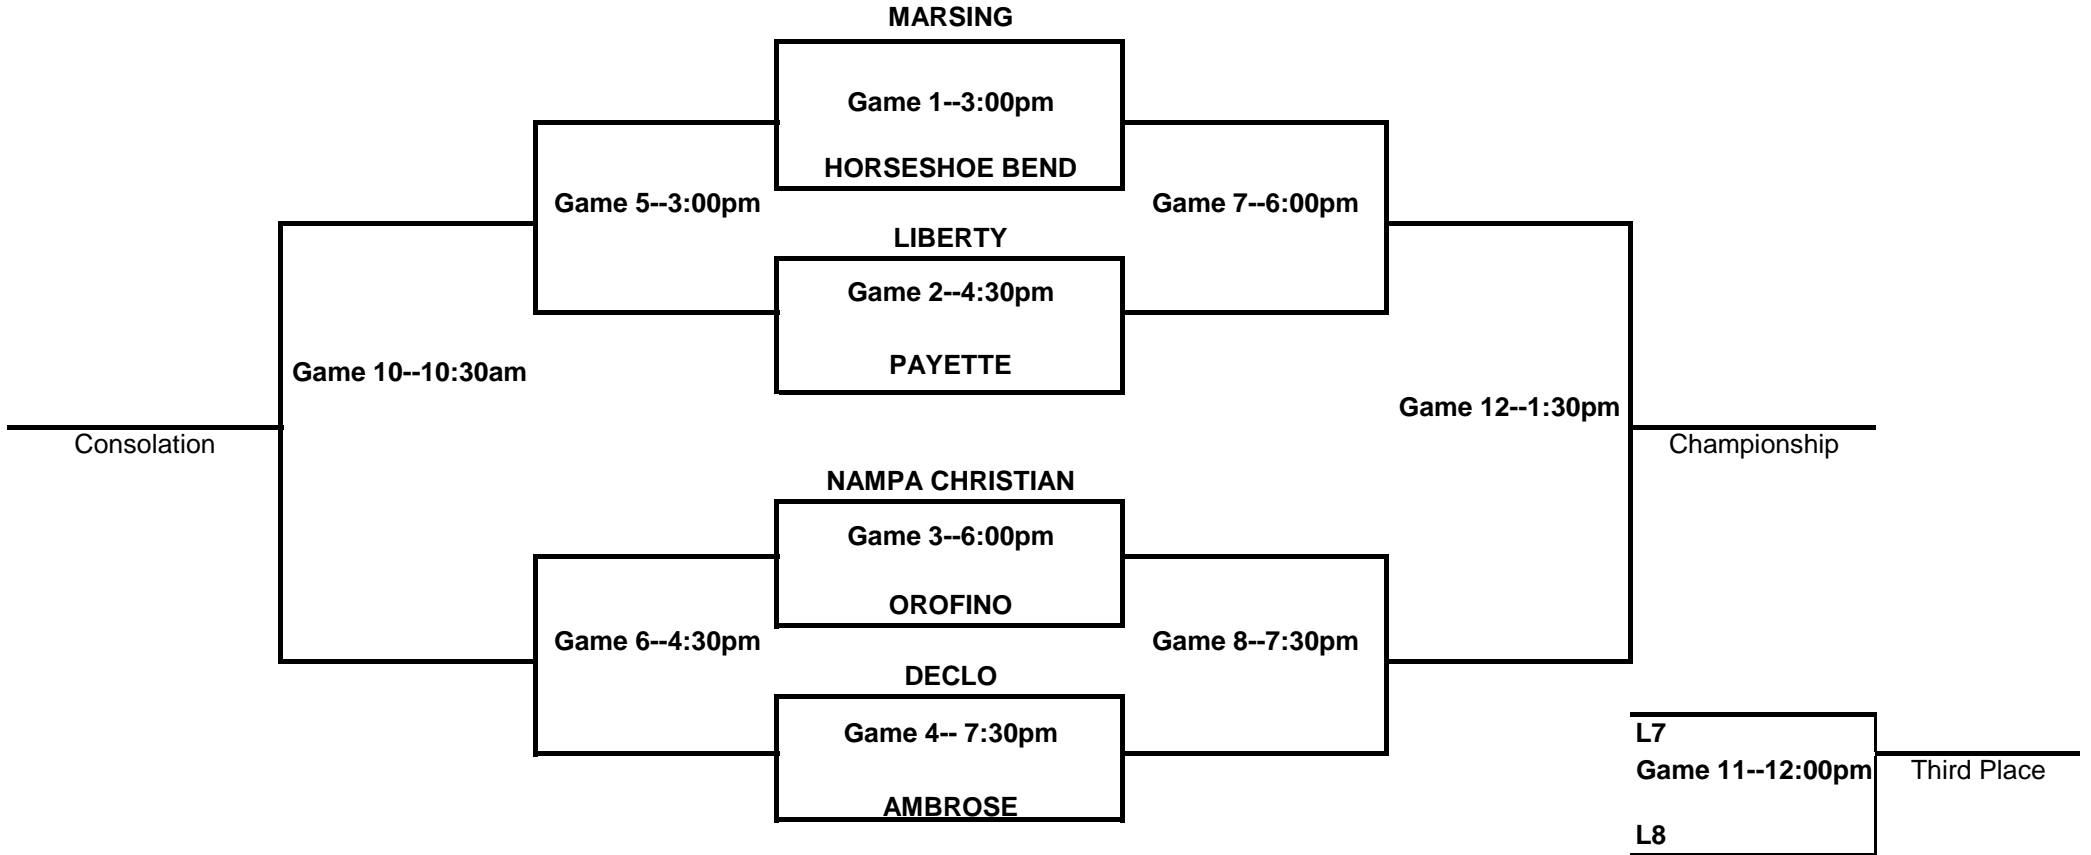 MARSING
Game 1--3:00pm
HORSESHOE BEND
Game 5--3:00pm
Game 7--6:00pm
LIBERTY
Game 2--4:30pm
PAYETTE
Game 10--10:30am
Game 12--1:30pm
Consolation
Championship
NAMPA CHRISTIAN
Game 3--6:00pm
OROFINO
Game 6--4:30pm
Game 8--7:30pm
DECLO
Game 4-- 7:30pm
AMBROSE
L7
Game 11--12:00pm
Third Place
L8